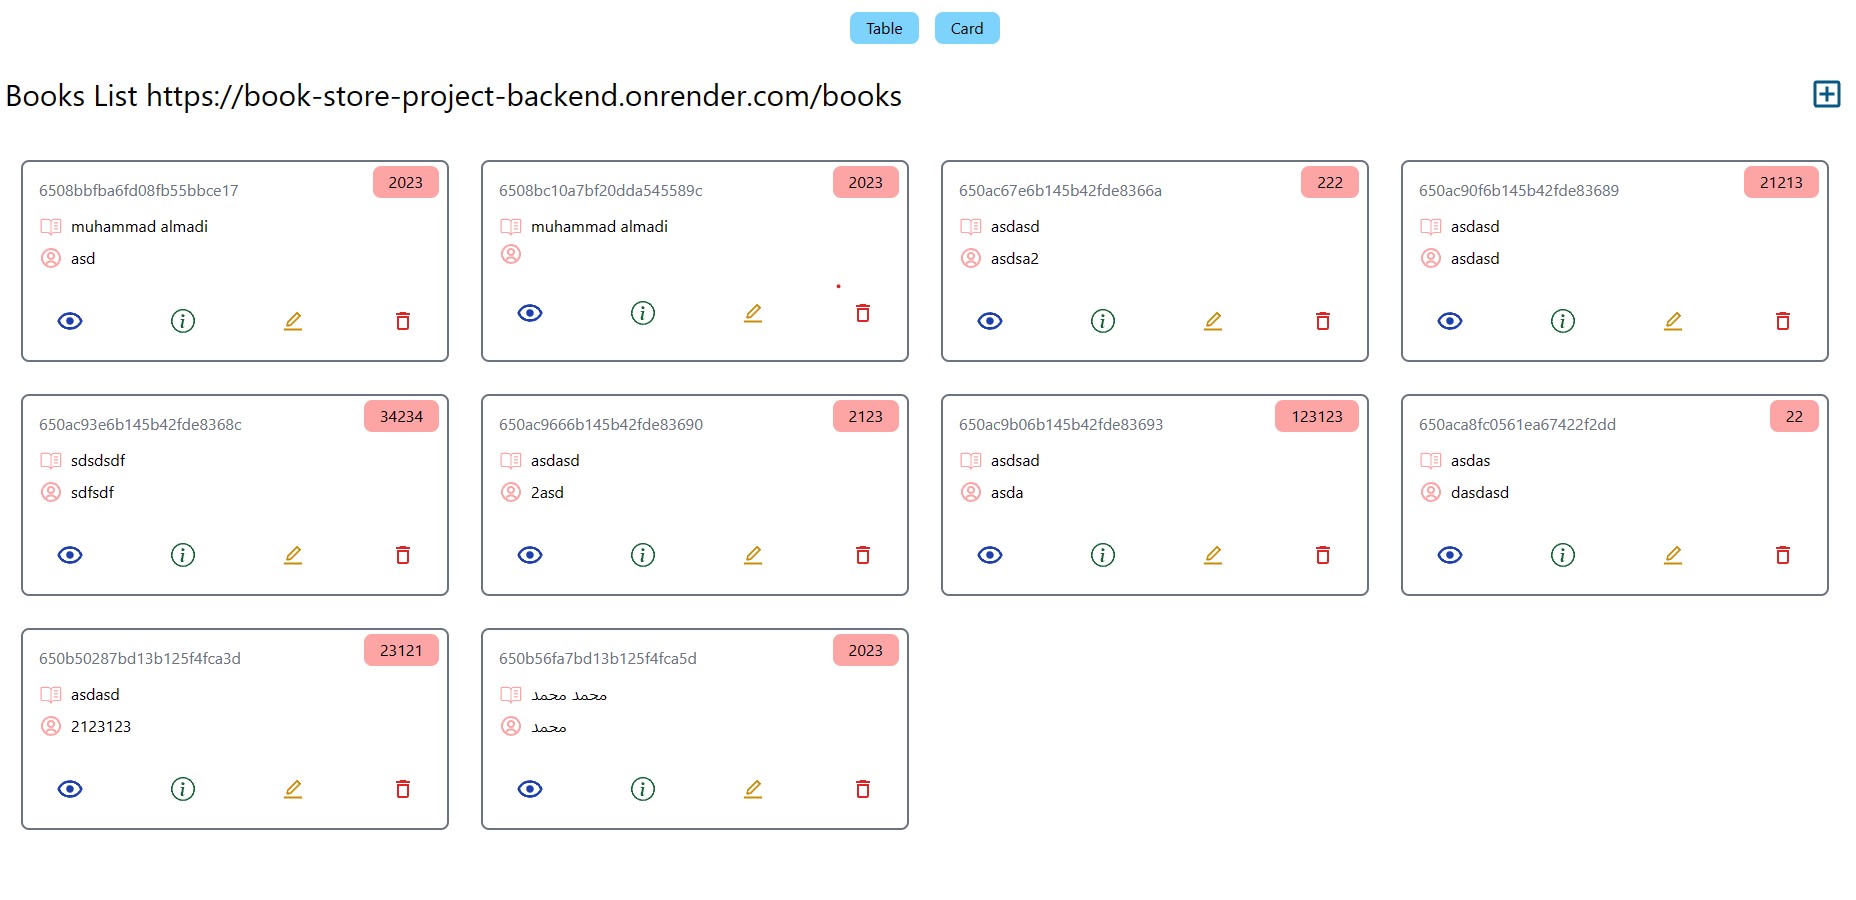 Table
Card
Books List https://book-store-project-backend.onrender.com/books
6508bbfba6fd08fb55bbce17
2023
muhammad almadi
asd
6508bc10a7bf20dda545589c
2023
muhammad almadi
650ac67e6b145b42fde8366a
222
asdasd
asdsa2
650ac90f6b145b42fde83689
21213
asdasd
asdasd
650ac93e6b145b42fde8368c
34234
sdsdsdf
sdfsdf
650ac9666b145b42fde83690
2123
asdasd
2asd
650ac9b06b145b42fde83693
123123
asdsad
asda
650aca8fc0561ea67422f2dd
22
asdas
dasdasd
650b50287bd13b125f4fca3d
23121
asdasd
2123123
650b56fa7bd13b125f4fca5d
2023
محمد محمد
محمد